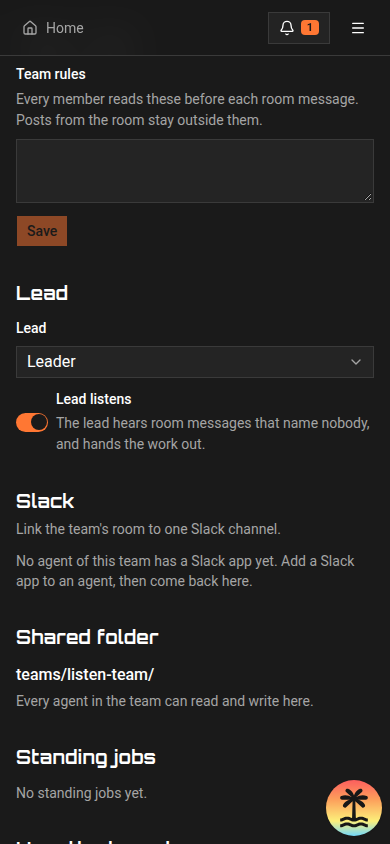 Home
1
Team rules
Every member reads these before each room message.
Posts from the room stay outside them.
Save
Lead
Lead
Leader
Lead listens
The lead hears room messages that name nobody,
and hands the work out.
Slack
Link the team's room to one Slack channel.
No agent of this team has a Slack app yet. Add a Slack
app to an agent, then come back here.
Shared folder
teams/listen-team/
Every agent in the team can read and write here.
Standing jobs
No standing jobs yet.